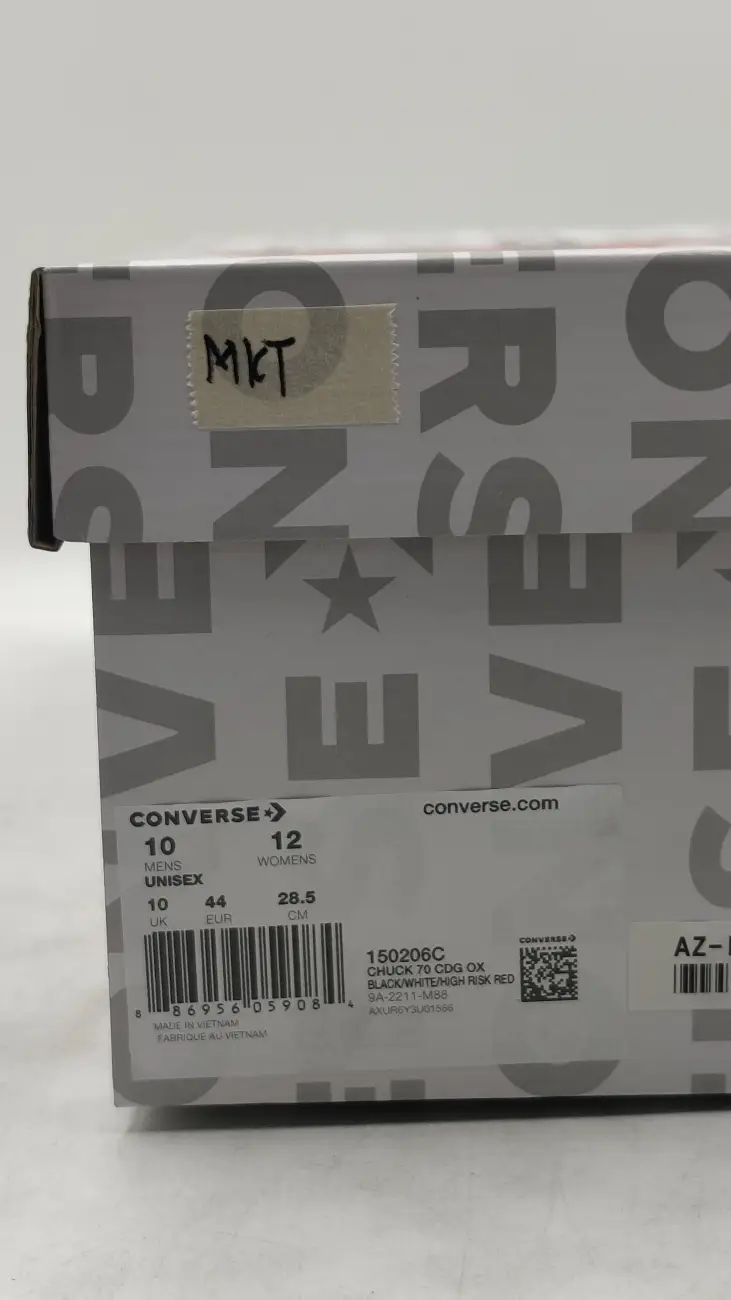 MKT
CONVERSE
converse.com
10 12
MENS WOMENS
UNISEX
10 44 28.5
UK EUR CM
150206C
CHUCK 70 CDG OX
BLACK/WHITE/HIGH RISK RED
9A-2211-M88
8 86956 05908 4
MADE IN VIETNAM
FABRIQUE AU VIETNAM
CONVERSE
AZ-